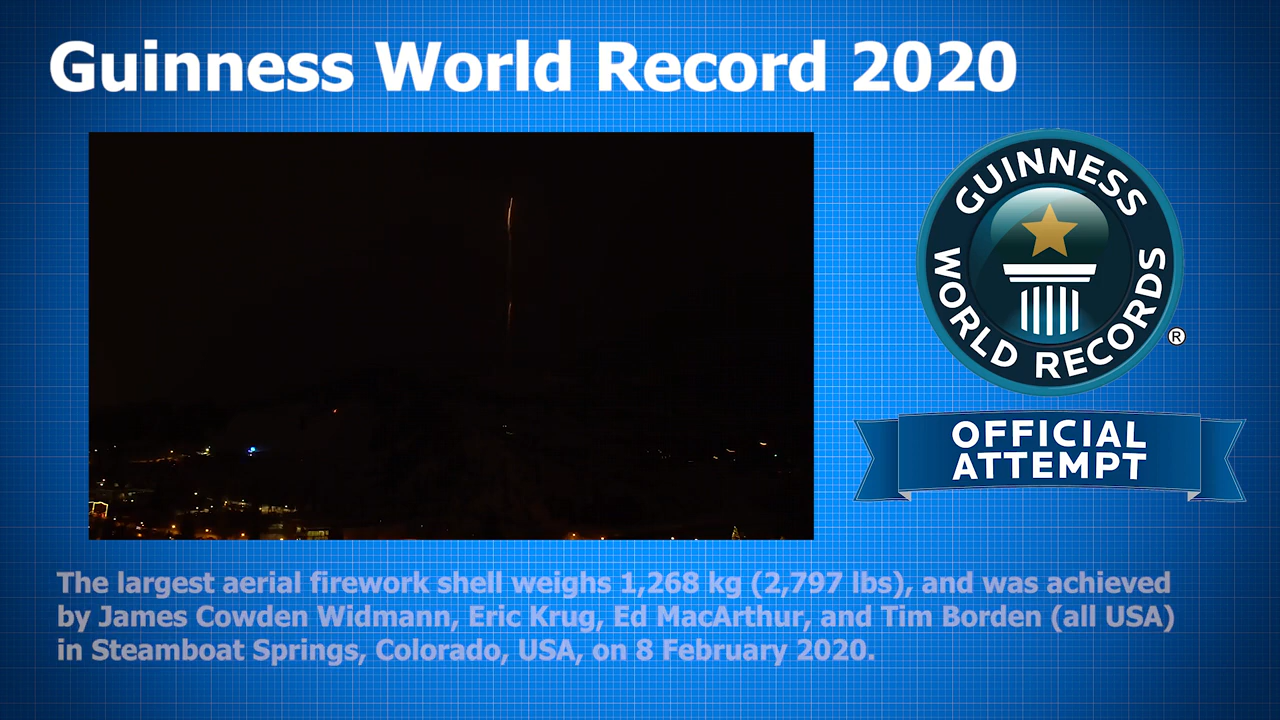 Guinness World Record 2020
GUINNESS
WORLD RECORDS
®
OFFICIAL
ATTEMPT
The largest aerial firework shell weighs 1,268 kg (2,797 lbs), and was achieved
by James Cowden Widmann, Eric Krug, Ed MacArthur, and Tim Borden (all USA)
in Steamboat Springs, Colorado, USA, on 8 February 2020.